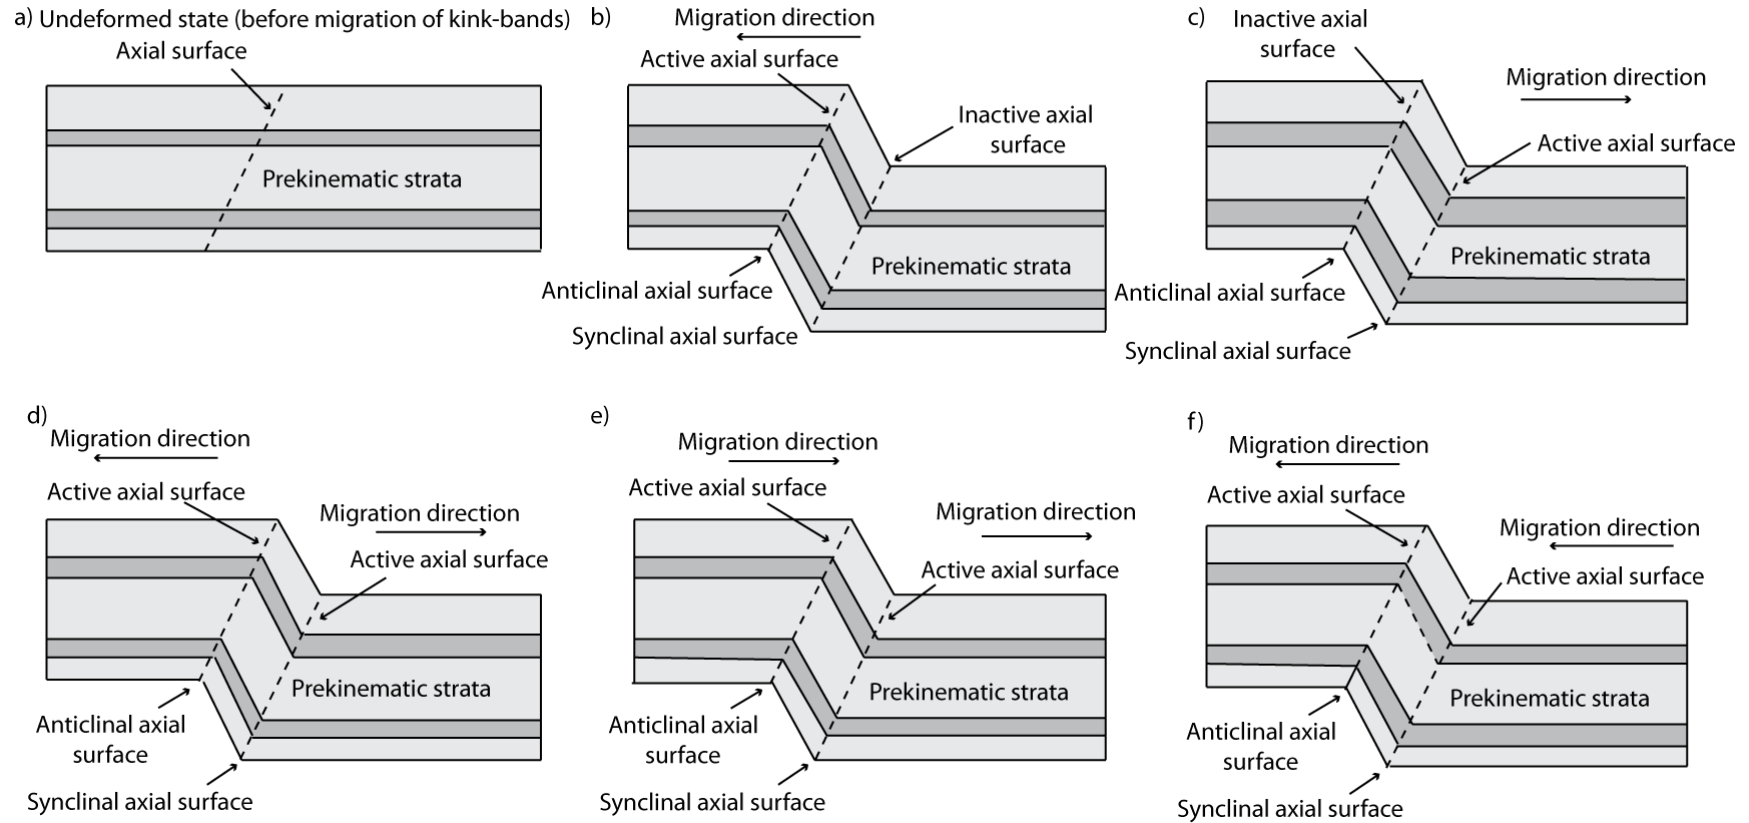 a) Undeformed state (before migration of kink-bands)
Axial surface
Prekinematic strata
b)
Migration direction
Active axial surface
Inactive axial
surface
Prekinematic strata
Anticlinal axial surface
Synclinal axial surface
c)
Inactive axial
surface
Migration direction
Active axial surface
Prekinematic strata
Anticlinal axial surface
Synclinal axial surface
d)
Migration direction
Active axial surface
Migration direction
Active axial surface
Prekinematic strata
Anticlinal axial
surface
Synclinal axial surface
e)
Migration direction
Active axial surface
Migration direction
Active axial surface
Prekinematic strata
Anticlinal axial
surface
Synclinal axial surface
f)
Migration direction
Active axial surface
Migration direction
Active axial surface
Prekinematic strata
Anticlinal axial
surface
Synclinal axial surface